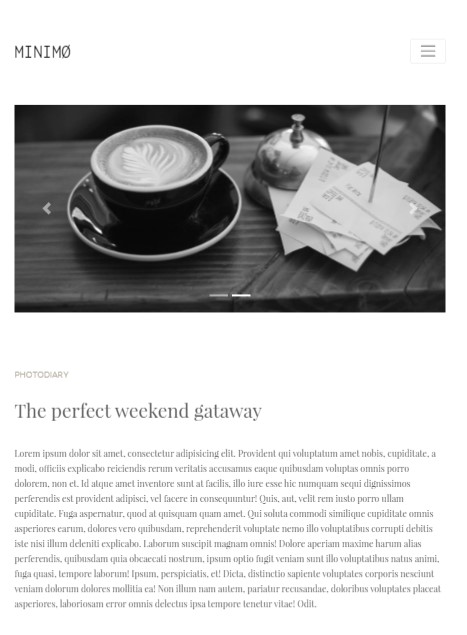 MINIMØ
PHOTODIARY
The perfect weekend gataway
Lorem ipsum dolor sit amet, consectetur adipisicing elit. Provident qui voluptatum amet nobis, cupiditate, a
modi, officiis explicabo reiciendis rerum veritatis accusamus eaque quibusdam voluptas omnis porro
dolorem, non et. Id atque amet inventore sunt at facilis, illo iure esse hic numquam sequi dignissimos
perferendis est provident adipisci, vel facere in consequuntur! Quis, aut, velit rem iusto porro ullam
cupiditate. Fuga aspernatur, quod at quisquam quam amet. Qui soluta commodi similique cupiditate omnis
asperiores earum, dolores vero quibusdam, reprehenderit voluptate nemo illo voluptatibus corrupti debitis
iste nisi illum deleniti explicabo. Laborum suscipit magnam omnis! Dolore aperiam maxime harum alias
perferendis, quibusdam quia obcaecati nostrum, ipsum optio fugit veniam sunt illo voluptatibus natus animi,
fuga quasi, tempore laborum! Ipsum, perspiciatis, et! Dicta, distinctio sapiente voluptates corporis nesciunt
veniam dolorum dolores mollitia ea! Non illum nam autem, pariatur recusandae, doloribus voluptates placeat
asperiores, laboriosam error omnis delectus ipsa tempore tenetur vitae! Odit.